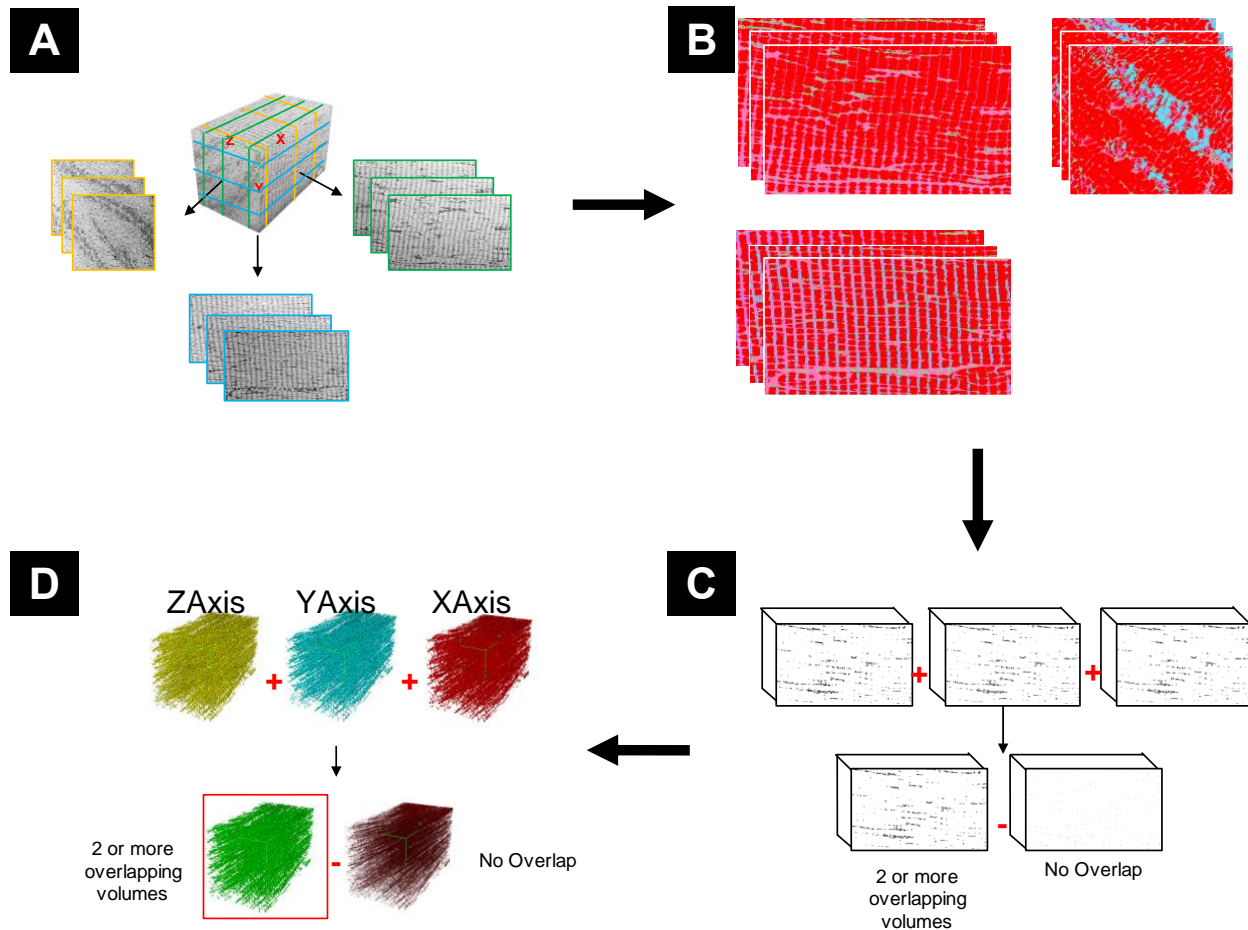 A
Z
X
Y
B
C
+
+
-
2 or more
overlapping
volumes
No Overlap
D
ZAxis
YAxis
XAxis
+
+
2 or more
overlapping
volumes
-
No Overlap